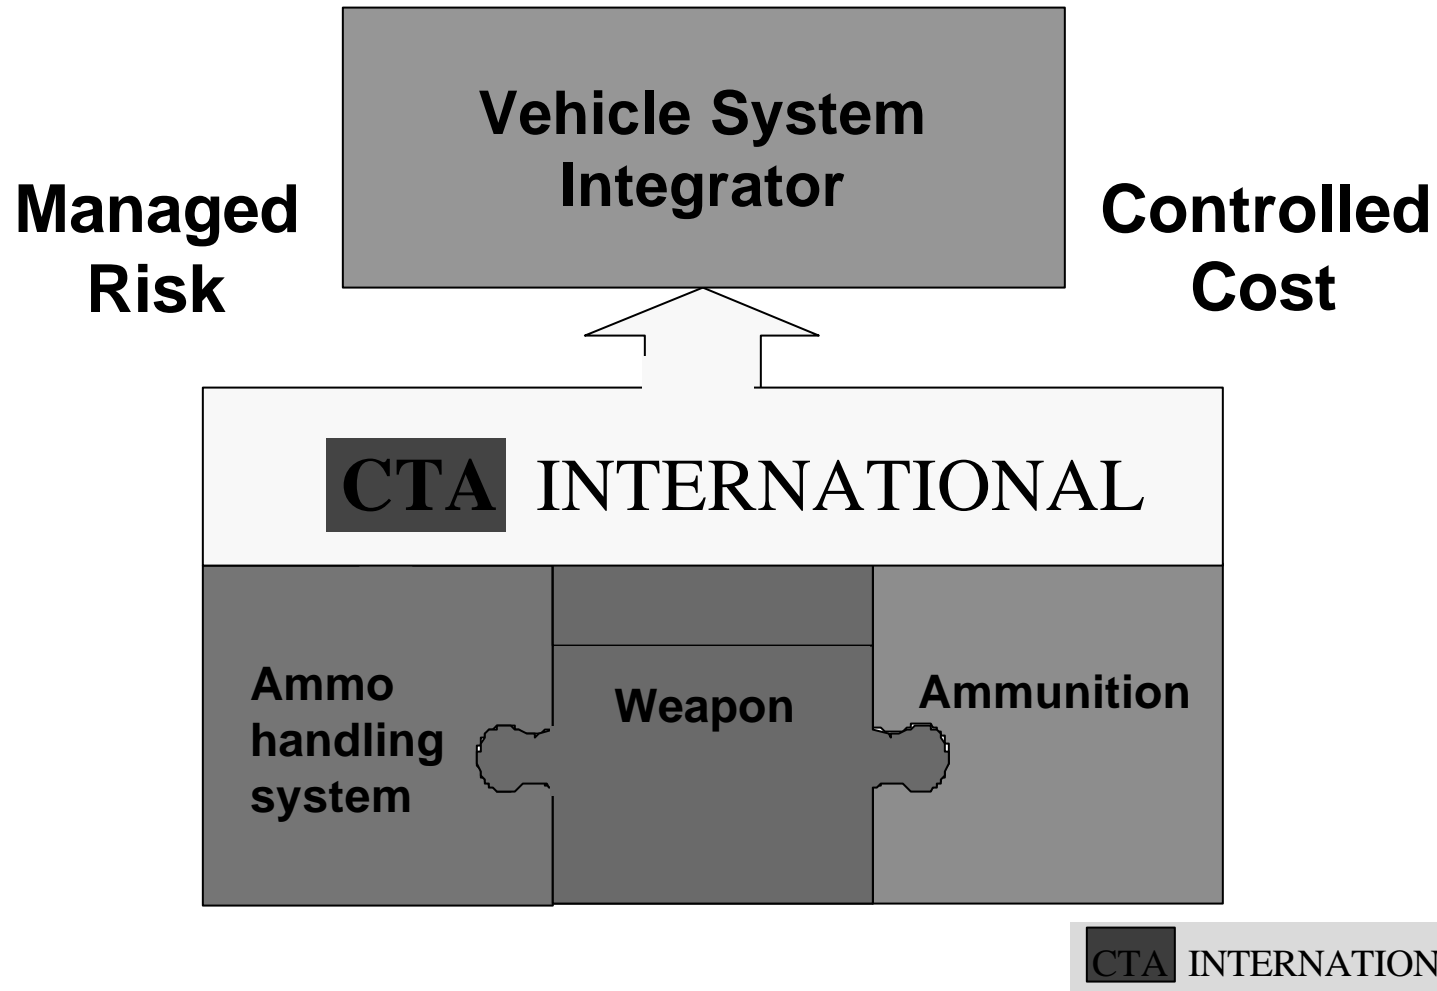 Vehicle System
Integrator
Managed
Risk
Controlled
Cost
CTA INTERNATIONAL
Ammo
handling
system
Weapon
Ammunition
CTA INTERNATION